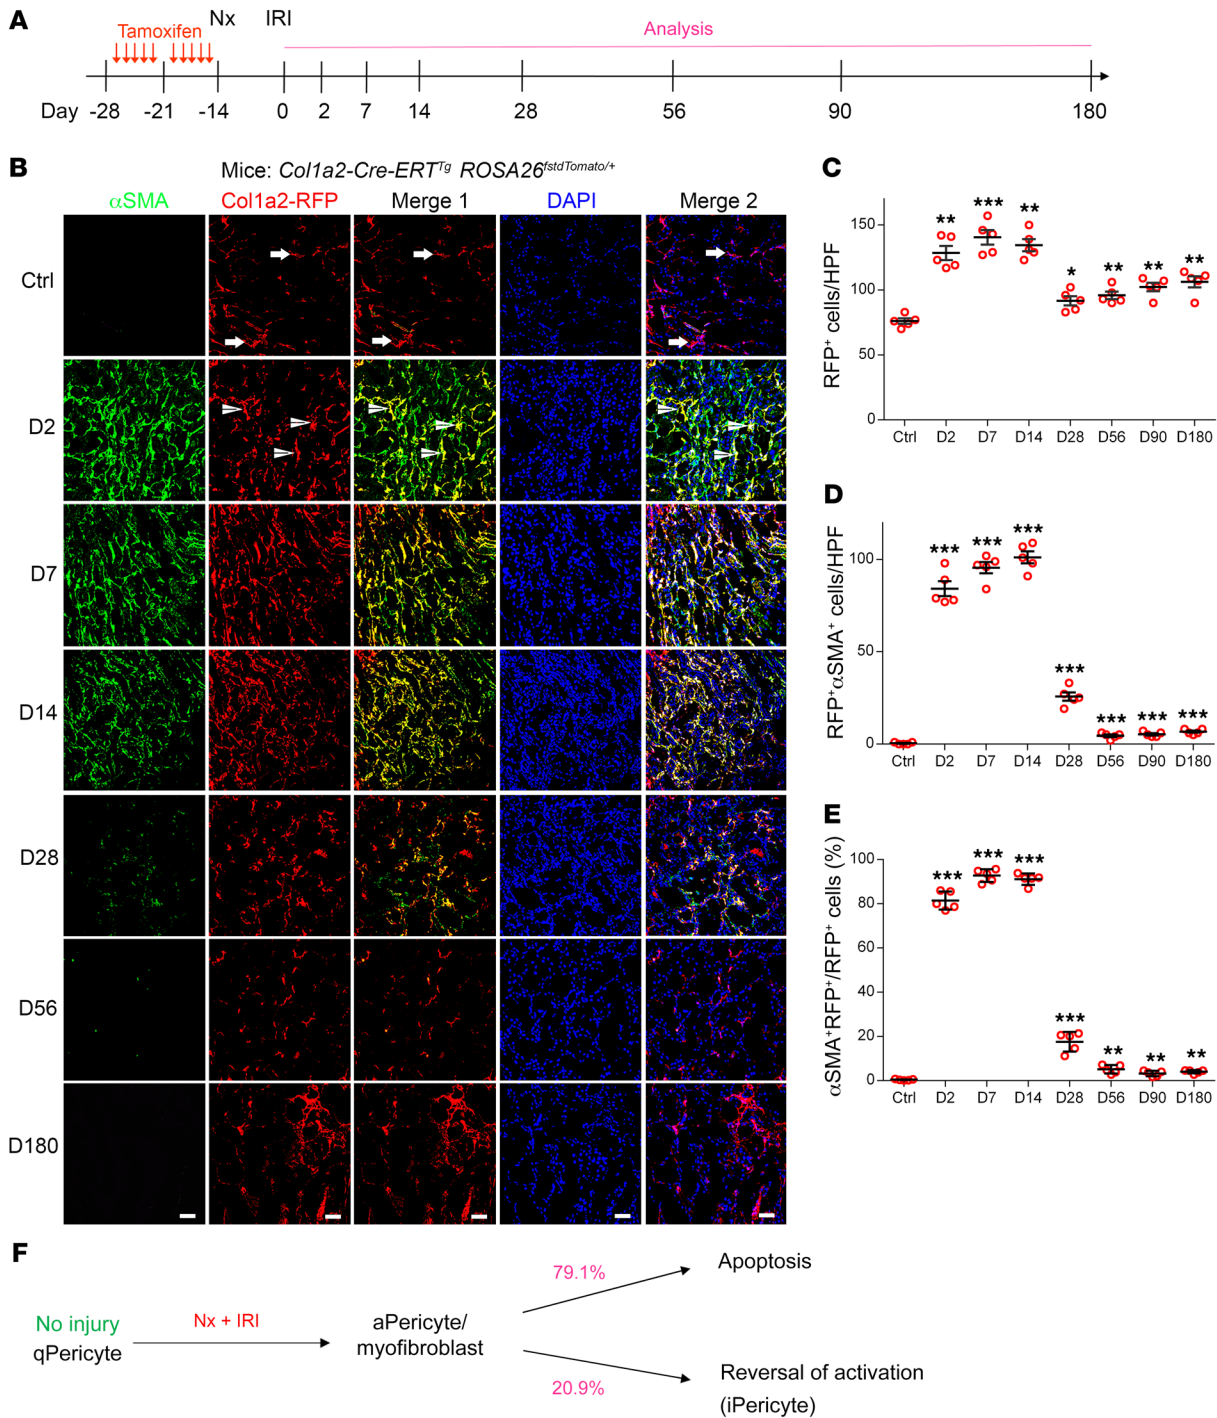 A
Tamoxifen
Nx
IRI
Analysis
Day -28 -21 -14 0 2 7 14 28 56 90 180
B
Mice: Col1a2-Cre-ERT^Tg ROSA26^fstdTomato/+
αSMA Col1a2-RFP Merge 1 DAPI Merge 2
Ctrl
D2
D7
D14
D28
D56
D180
C
RFP+ cells/HPF
150
100
50
0
** *** ** * ** ** **
Ctrl D2 D7 D14 D28 D56 D90 D180
D
RFP+αSMA+ cells/HPF
100
50
0
*** *** *** *** *** *** ***
Ctrl D2 D7 D14 D28 D56 D90 D180
E
αSMA+RFP+/RFP+ cells (%)
100
80
60
40
20
0
*** *** *** *** ** ** **
Ctrl D2 D7 D14 D28 D56 D90 D180
F
No injury
qPericyte
Nx + IRI
aPericyte/
myofibroblast
79.1%
Apoptosis
20.9%
Reversal of activation
(iPericyte)